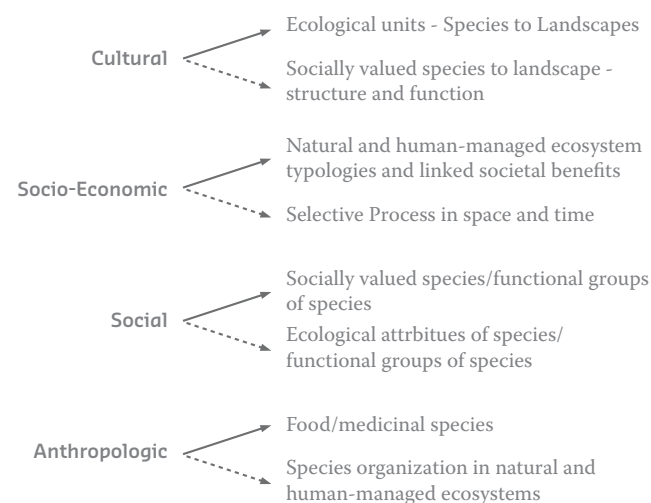 Cultural
Ecological units - Species to Landscapes
Socially valued species to landscape -
structure and function
Socio-Economic
Natural and human-managed ecosystem
typologies and linked societal benefits
Selective Process in space and time
Social
Socially valued species/functional groups
of species
Ecological attrbitues of species/
functional groups of species
Anthropologic
Food/medicinal species
Species organization in natural and
human-managed ecosystems